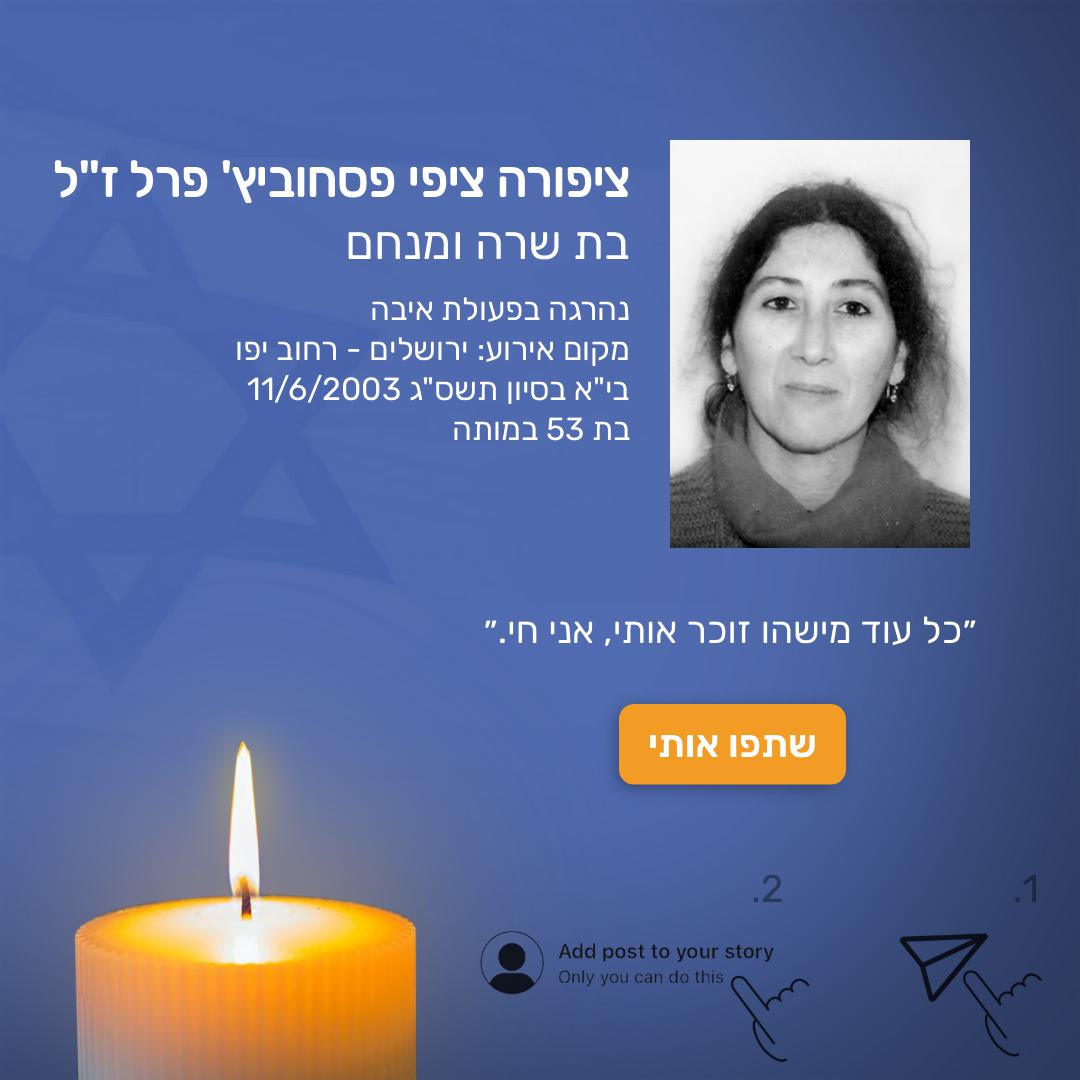 ציפורה ציפי פסחוביץ' פרל ז"ל
בת שרה ומנחם
נהרגה בפעולת איבה
מקום אירוע: ירושלים - רחוב יפו
בי"א בסיון תשס"ג 11/6/2003
בת 53 במותה
״כל עוד מישהו זוכר אותי, אני חי.״
שתפו אותי
1.
2.
Add post to your story
Only you can do this